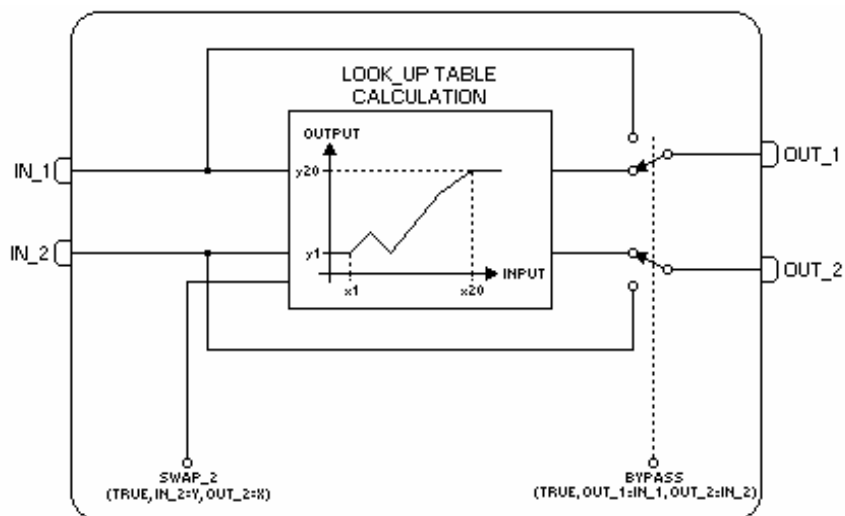 LOOK_UP TABLE
CALCULATION
OUTPUT
y20
y1
x1
x20
INPUT
IN_1
IN_2
OUT_1
OUT_2
SWAP_2
(TRUE, IN_2=Y, OUT_2=X)
BYPASS
(TRUE, OUT_1=IN_1, OUT_2=IN_2)